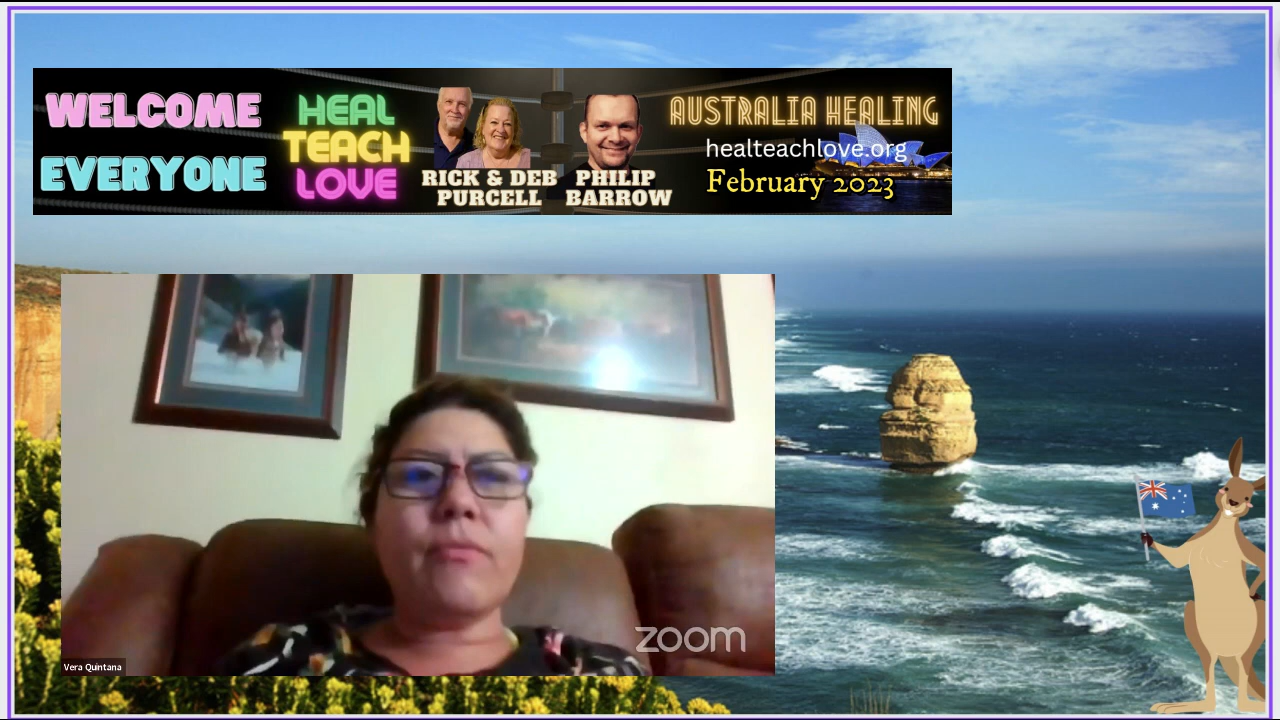 WELCOME
EVERYONE
HEAL
TEACH
LOVE
RICK & DEB
PURCELL
PHILIP
BARROW
AUSTRALIA HEALING
healteachlove.org
February 2023
zoom
Vera Quintana